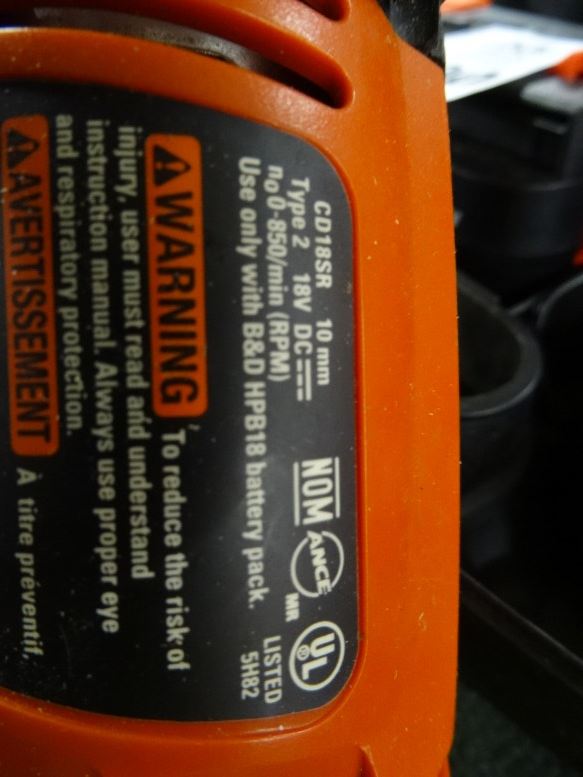 CD18SR 10 mm
Type 2 18V DC
n₀ 0-850/min (RPM)
Use only with B&D HPB18 battery pack.
NOM
ANCE
MR
UL
®
LISTED
5H82
WARNING To reduce the risk of
injury, user must read and understand
instruction manual. Always use proper eye
and respiratory protection.
AVERTISSEMENT À titre préventif,